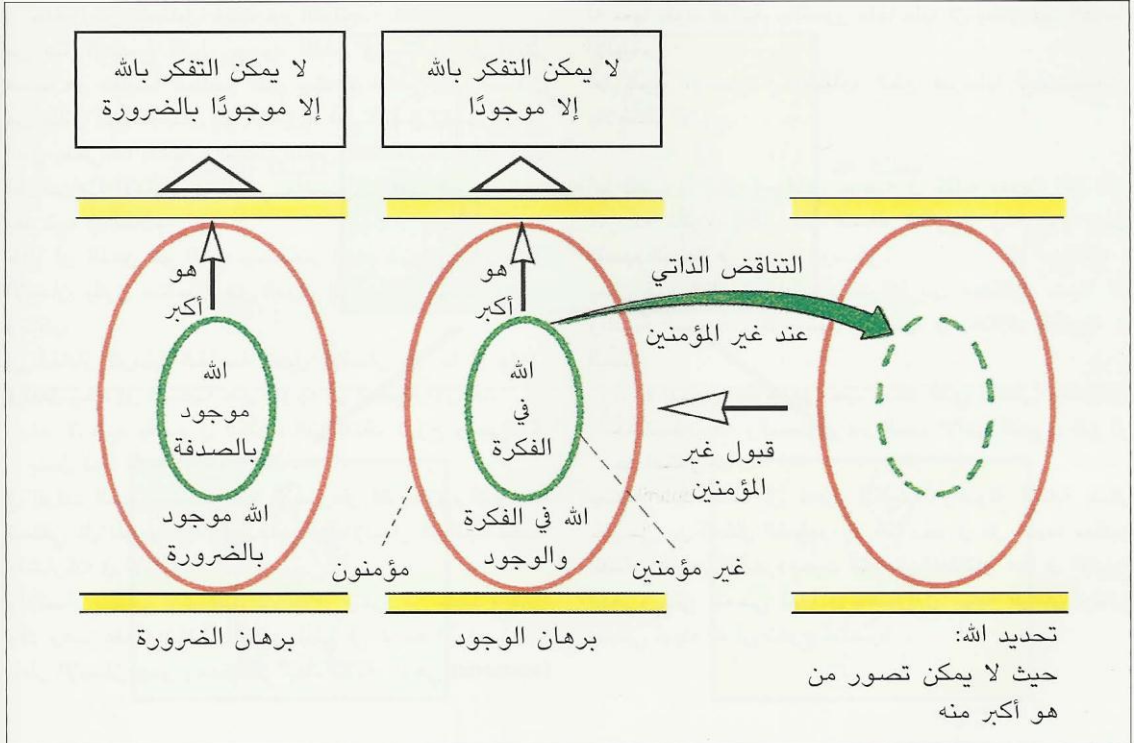 لا يمكن التفكر بالله
إلا موجودًا
لا يمكن التفكر بالله
إلا موجودًا بالضرورة
التناقض الذاتي
عند غير المؤمنين
قبول غير
المؤمنين
هو
أكبر
الله
في
الفكرة
الله في الفكرة
والوجود
غير مؤمنين
هو
أكبر
الله
موجود
بالصدفة
الله موجود
بالضرورة
مؤمنون
تحديد الله:
حيث لا يمكن تصور من
هو أكبر منه
برهان الوجود
برهان الضرورة